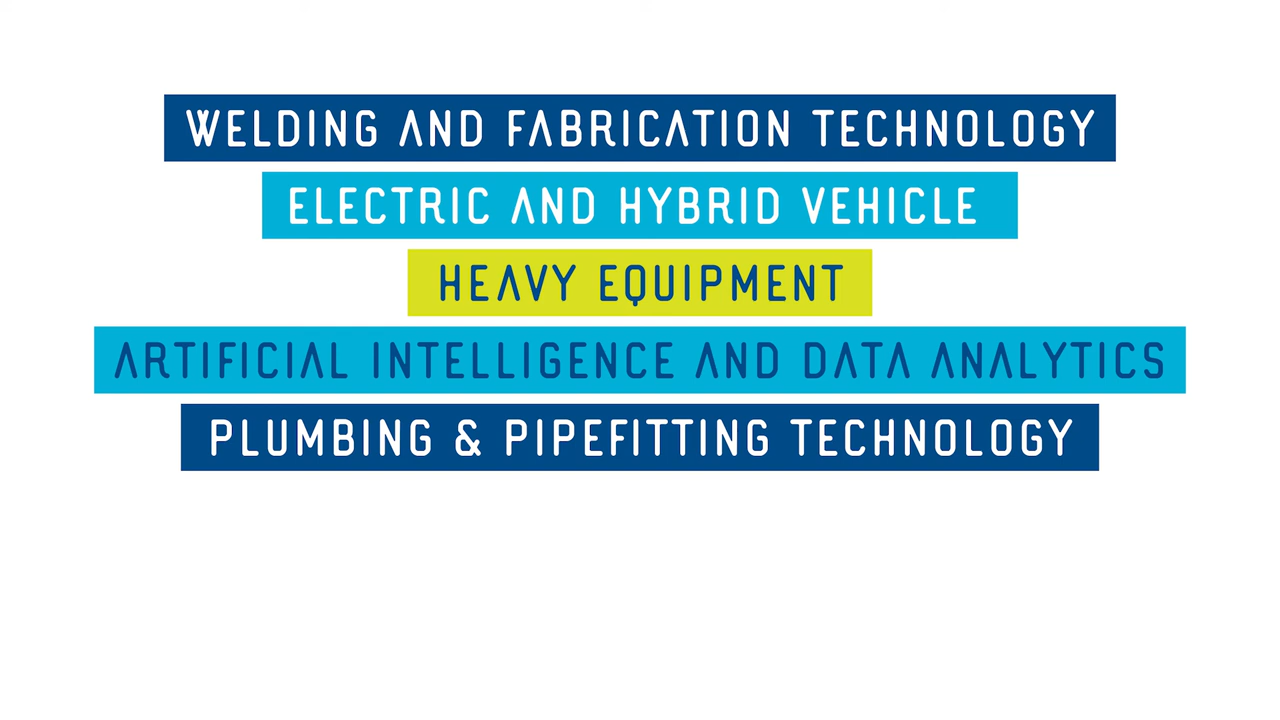 WELDING AND FABRICATION TECHNOLOGY
ELECTRIC AND HYBRID VEHICLE
HEAVY EQUIPMENT
ARTIFICIAL INTELLIGENCE AND DATA ANALYTICS
PLUMBING & PIPEFITTING TECHNOLOGY